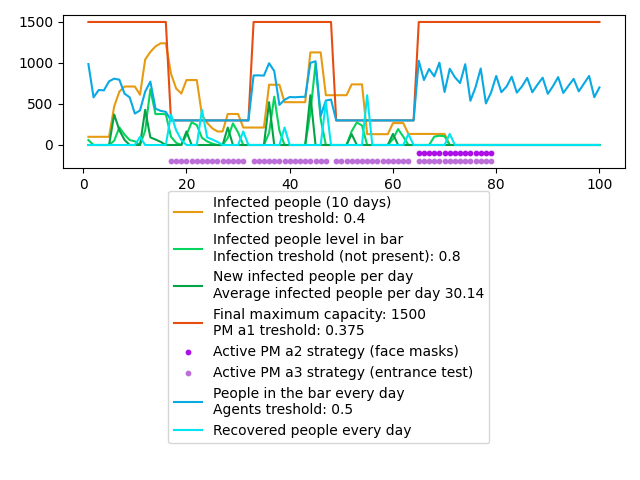 1500
1000
500
0
0
20
40
60
80
100
Infected people (10 days)
Infection treshold: 0.4
Infected people level in bar
Infection treshold (not present): 0.8
New infected people per day
Average infected people per day 30.14
Final maximum capacity: 1500
PM a1 treshold: 0.375
Active PM a2 strategy (face masks)
Active PM a3 strategy (entrance test)
People in the bar every day
Agents treshold: 0.5
Recovered people every day